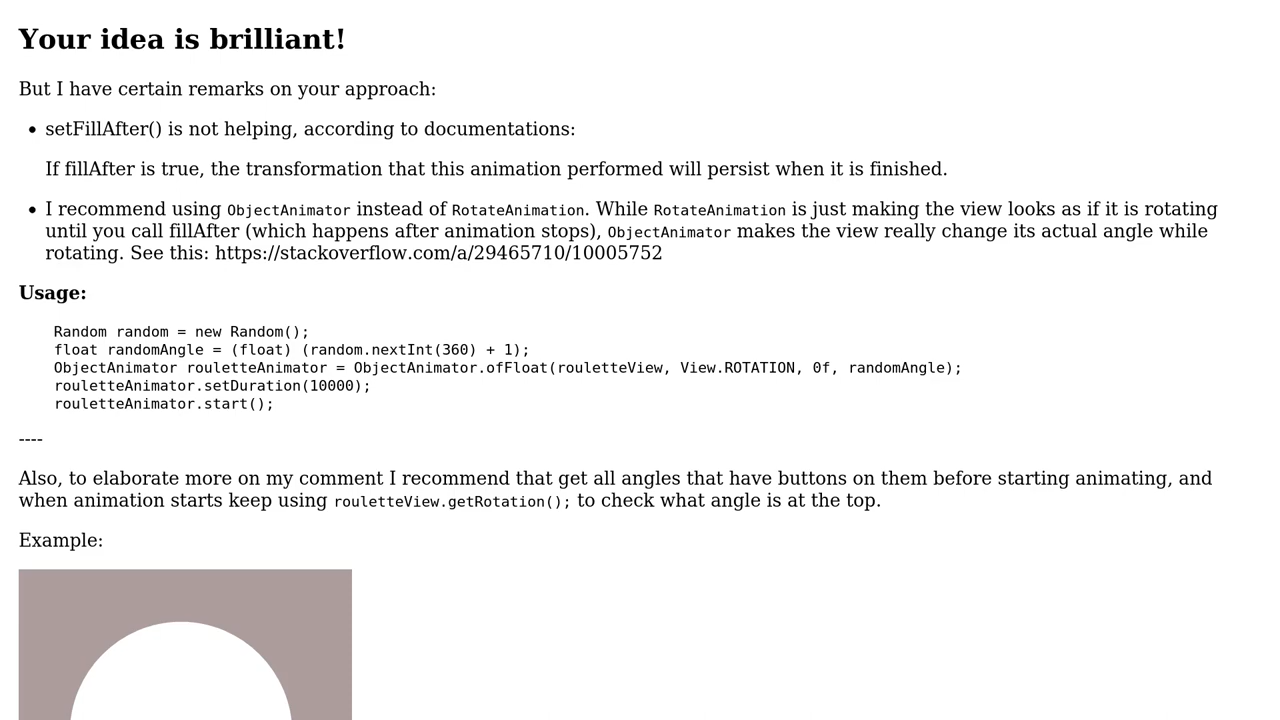 Your idea is brilliant!
But I have certain remarks on your approach:
• setFillAfter() is not helping, according to documentations:
If fillAfter is true, the transformation that this animation performed will persist when it is finished.
• I recommend using ObjectAnimator instead of RotateAnimation. While RotateAnimation is just making the view looks as if it is rotating
until you call fillAfter (which happens after animation stops), ObjectAnimator makes the view really change its actual angle while
rotating. See this: https://stackoverflow.com/a/29465710/10005752
Usage:
Random random = new Random();
float randomAngle = (float) (random.nextInt(360) + 1);
ObjectAnimator rouletteAnimator = ObjectAnimator.ofFloat(rouletteView, View.ROTATION, 0f, randomAngle);
rouletteAnimator.setDuration(10000);
rouletteAnimator.start();
----
Also, to elaborate more on my comment I recommend that get all angles that have buttons on them before starting animating, and
when animation starts keep using rouletteView.getRotation(); to check what angle is at the top.
Example: